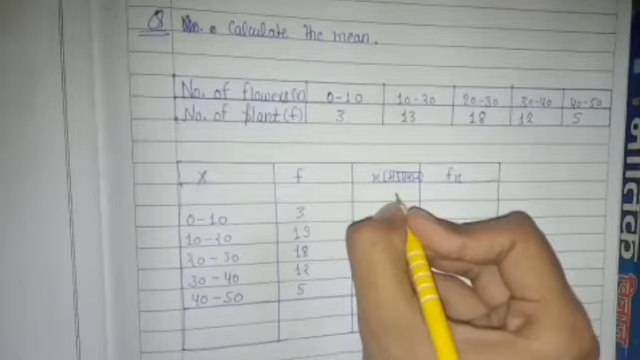 Q No. Calculate the mean.
No. of flowers(x) 0-10 10-20 20-30 30-40 40-50
No. of plant(f) 3 13 18 12 5
x f x fx
0-10 3
10-20 13
20-30 18
30-40 12
40-50 5